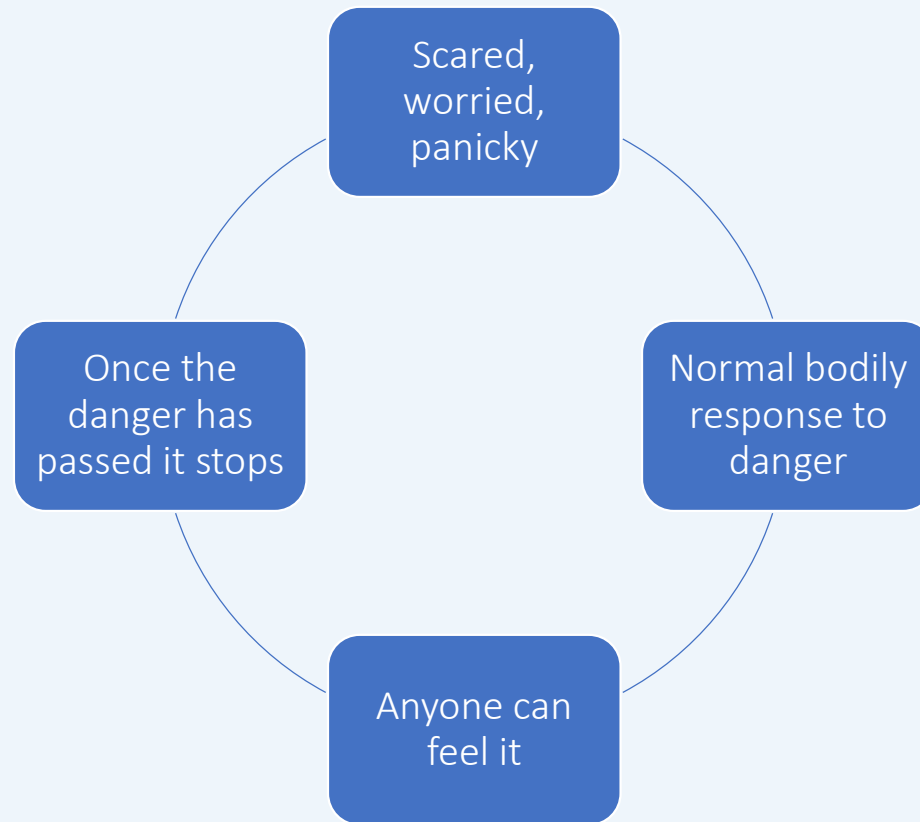 Scared,
worried,
panicky
Normal bodily
response to
danger
Anyone can
feel it
Once the
danger has
passed it stops